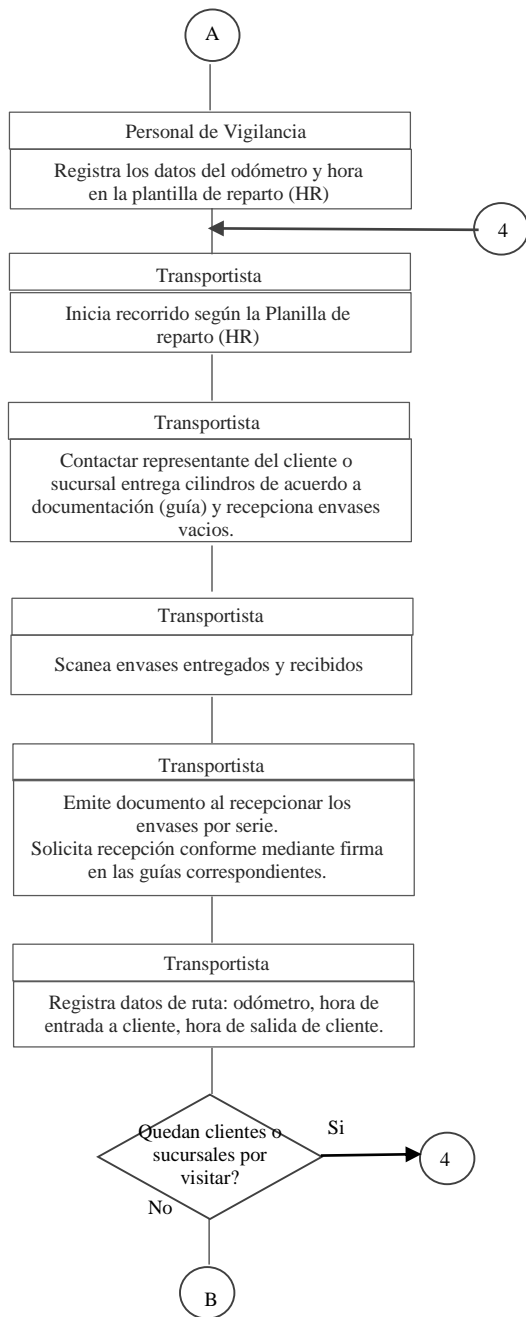 A
Personal de Vigilancia
Registra los datos del odómetro y hora
en la plantilla de reparto (HR)
4
Transportista
Inicia recorrido según la Planilla de
reparto (HR)
Transportista
Contactar representante del cliente o
sucursal entrega cilindros de acuerdo a
documentación (guía) y recepciona envases
vacios.
Transportista
Scanea envases entregados y recibidos
Transportista
Emite documento al recepcionar los
envases por serie.
Solicita recepción conforme mediante firma
en las guías correspondientes.
Transportista
Registra datos de ruta: odómetro, hora de
entrada a cliente, hora de salida de cliente.
Quedan clientes o
sucursales por
visitar?
Si
4
No
B